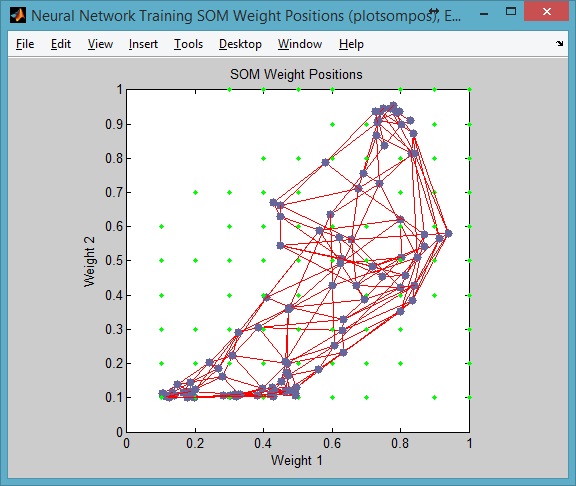 Neural Network Training SOM Weight Positions (plotsompos), E...
File Edit View Insert Tools Desktop Window Help
SOM Weight Positions
1
0.9
0.8
0.7
0.6
0.5
0.4
0.3
0.2
0.1
0
Weight 2
0 0.2 0.4 0.6 0.8 1
Weight 1